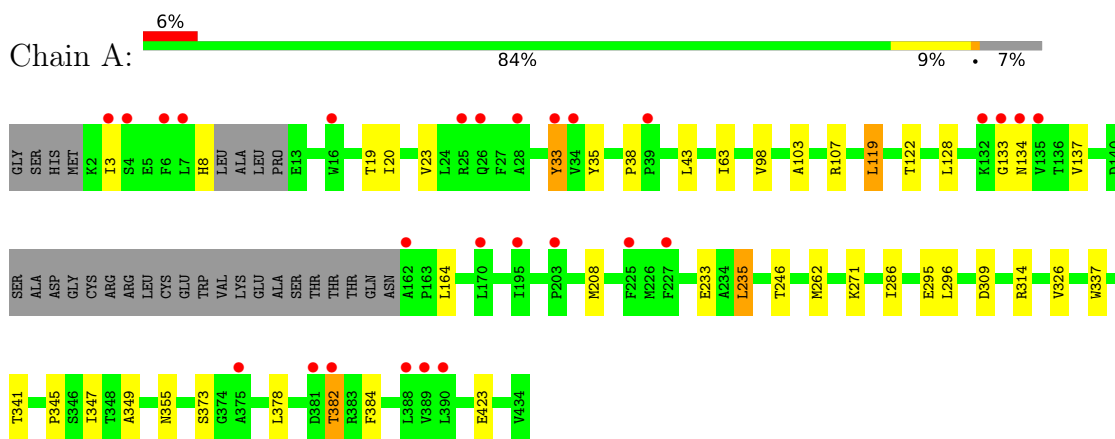 6%
Chain A:
84% 9% • 7%
GLY SER HIS MET K2 I3 S4 E5 F6 L7 H8 LEU ALA LEU PRO E13 W16 T19 I20 V23 L24 R25 Q26 F27 A28 Y33 V34 Y35 P38 P39 L43 I63 V98 A103 R107 L119 T122 L128 K132 G133 N134 V135 T136 V137 D140
SER ALA ASP GLY CYS ARG ARG LEU CYS GLU TRP VAL LYS GLU ALA SER THR THR THR GLN ASN A162 P163 L164 L170 I195 P203 M208 F225 M226 F227 E233 A234 L235 T246 M262 K271 I286 E295 L296 D309 R314 V326 W337
T341 P345 S346 I347 T348 A349 N355 S373 G374 A375 L378 D381 T382 R383 F384 L388 V389 L390 E423 V434